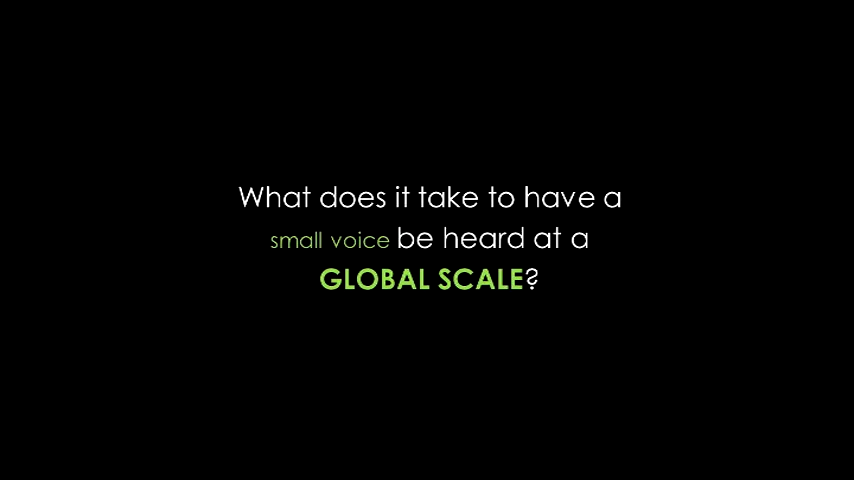 What does it take to have a
small voice be heard at a
GLOBAL SCALE?